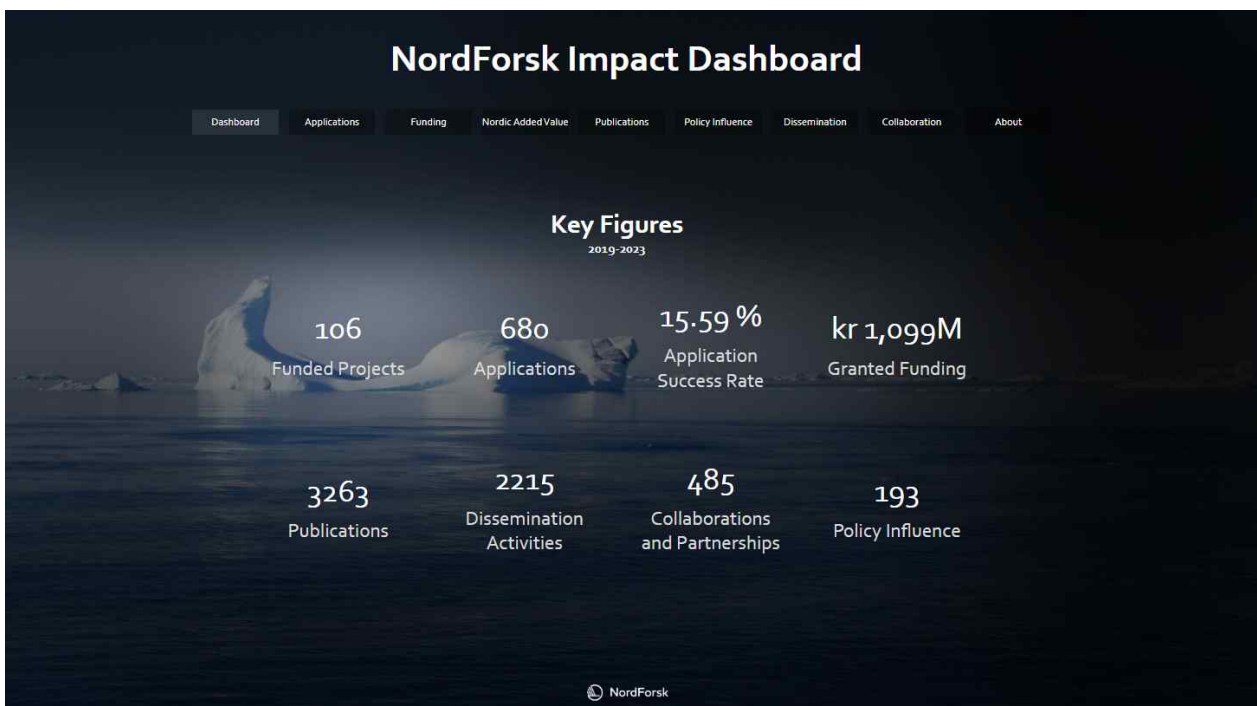 NordForsk Impact Dashboard
Dashboard Applications Funding Nordic Added Value Publications Policy Influence Dissemination Collaboration About
Key Figures
2019-2023
106
Funded Projects
680
Applications
15.59 %
Application
Success Rate
kr 1,099M
Granted Funding
3263
Publications
2215
Dissemination
Activities
485
Collaborations
and Partnerships
193
Policy Influence
NordForsk